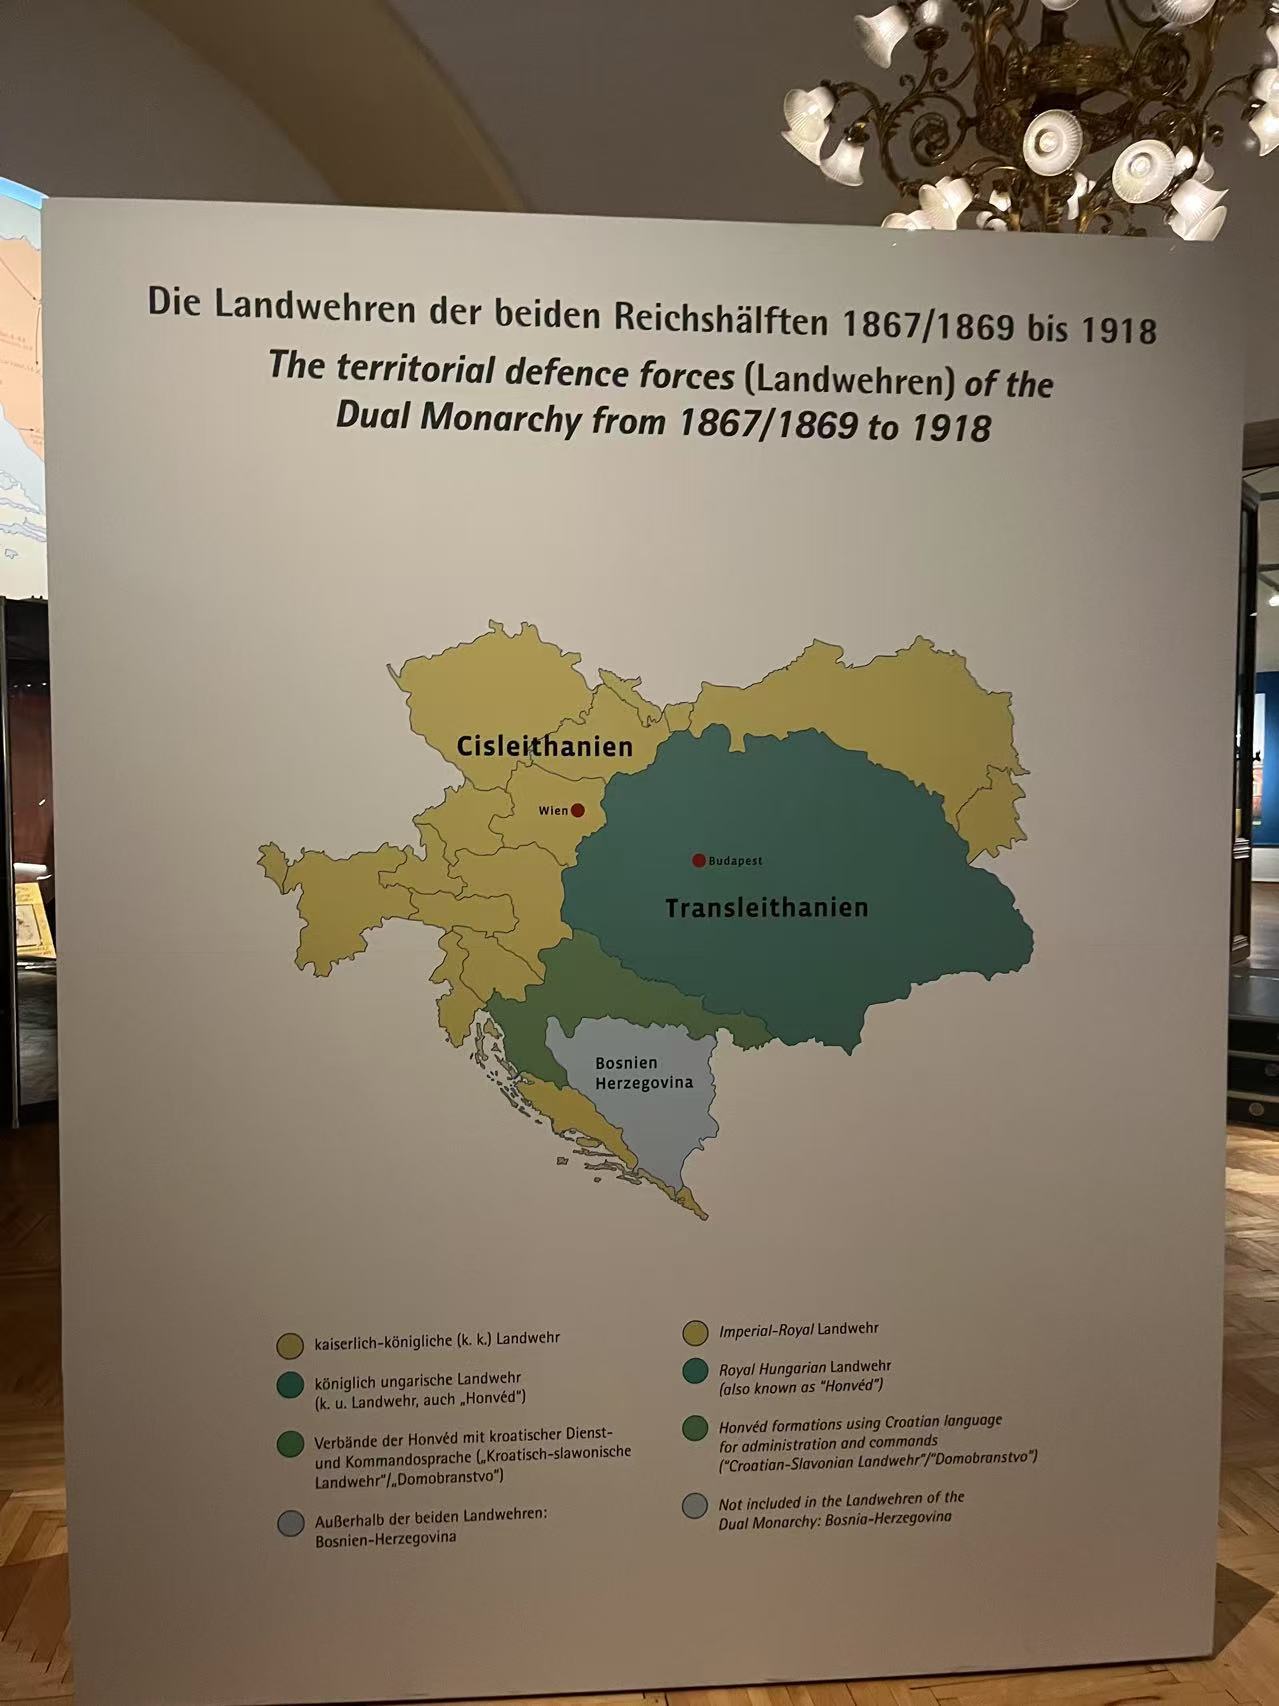 Die Landwehren der beiden Reichshälften 1867/1869 bis 1918
The territorial defence forces (Landwehren) of the
Dual Monarchy from 1867/1869 to 1918
Cisleithanien
Wien
Budapest
Transleithanien
Bosnien
Herzegovina
kaiserlich-königliche (k. k.) Landwehr
königlich ungarische Landwehr
(k. u. Landwehr, auch „Honvéd“)
Verbände der Honvéd mit kroatischer Dienst-
und Kommandosprache („Kroatisch-slawonische
Landwehr“/„Domobranstvo“)
Außerhalb der beiden Landwehren:
Bosnien-Herzegovina
Imperial-Royal Landwehr
Royal Hungarian Landwehr
(also known as “Honvéd”)
Honvéd formations using Croatian language
for administration and commands
(“Croatian-Slavonian Landwehr”/“Domobranstvo”)
Not included in the Landwehren of the
Dual Monarchy: Bosnia-Herzegovina